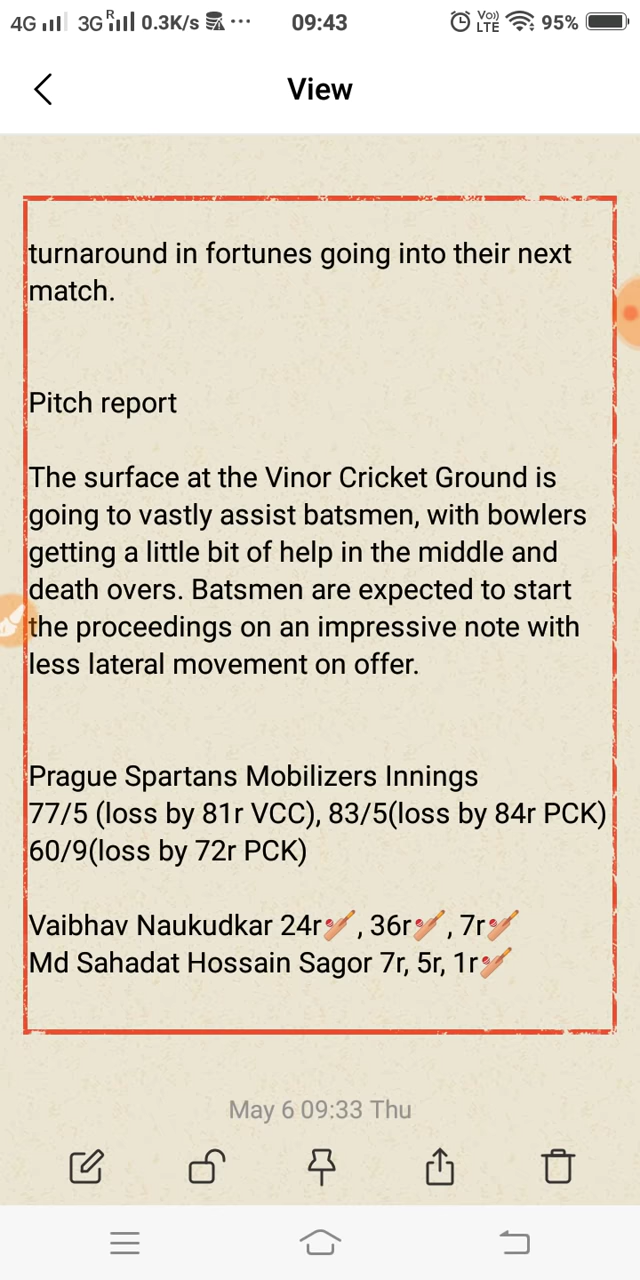 4G 3G R 0.3K/s ... 09:43 Vo)) LTE 95%
View
turnaround in fortunes going into their next
match.
Pitch report
The surface at the Vinor Cricket Ground is
going to vastly assist batsmen, with bowlers
getting a little bit of help in the middle and
death overs. Batsmen are expected to start
the proceedings on an impressive note with
less lateral movement on offer.
Prague Spartans Mobilizers Innings
77/5 (loss by 81r VCC), 83/5(loss by 84r PCK)
60/9(loss by 72r PCK)
Vaibhav Naukudkar 24r🏏, 36r🏏, 7r🏏
Md Sahadat Hossain Sagor 7r, 5r, 1r🏏
May 6 09:33 Thu